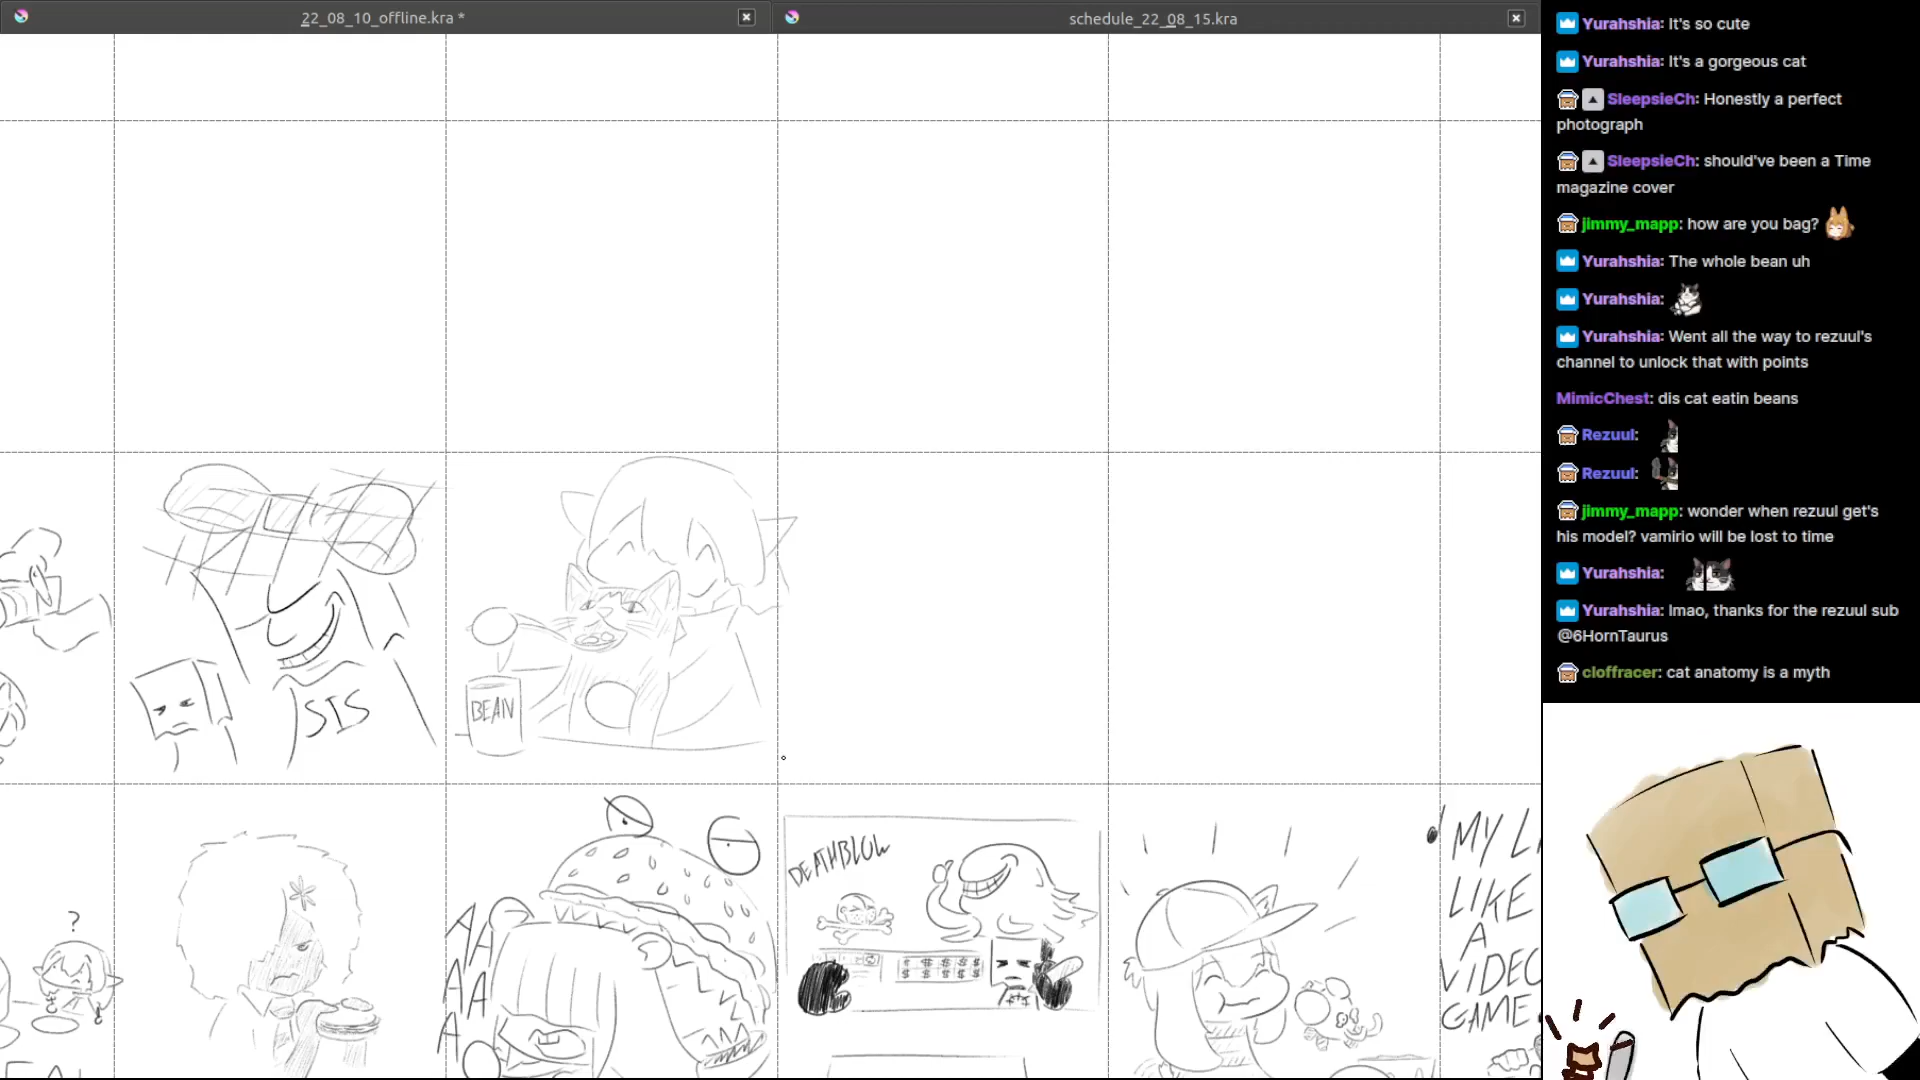 22_08_10_offline.kra *
schedule_22_08_15.kra
SIS
BEAN
?
AA
AA
A
DEATHBLOW
MY L
LIKE
A
VIDEO
GAME
Yurahshia: It's so cute
Yurahshia: It's a gorgeous cat
SleepsieCh: Honestly a perfect
photograph
SleepsieCh: should've been a Time
magazine cover
jimmy_mapp: how are you bag?
Yurahshia: The whole bean uh
Yurahshia:
Yurahshia: Went all the way to rezuul's
channel to unlock that with points
MimicChest: dis cat eatin beans
Rezuul:
Rezuul:
jimmy_mapp: wonder when rezuul get's
his model? vamirio will be lost to time
Yurahshia:
Yurahshia: lmao, thanks for the rezuul sub
@6HornTaurus
cloffracer: cat anatomy is a myth